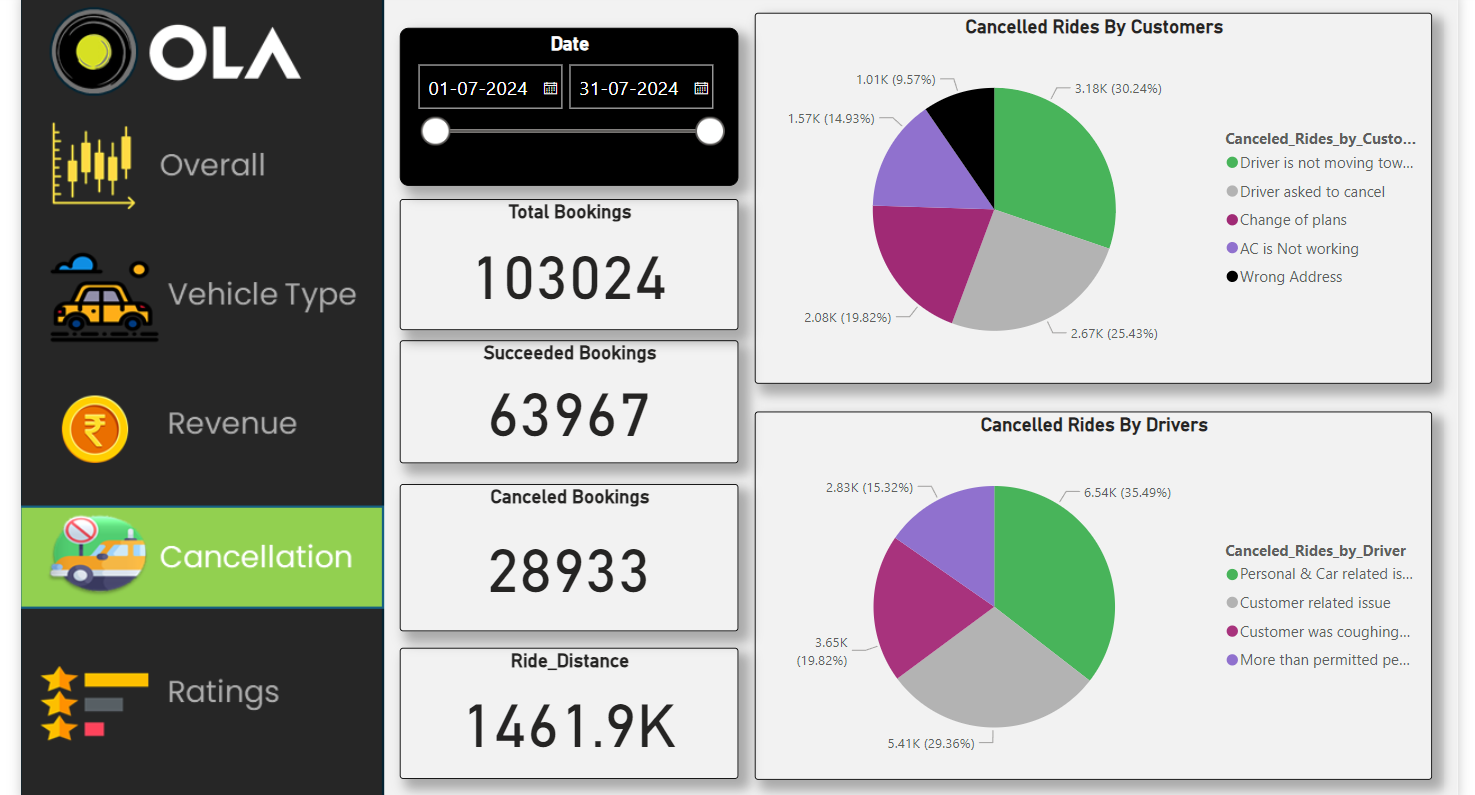 OLA
Overall
Vehicle Type
Revenue
Cancellation
Ratings
Date
01-07-2024
31-07-2024
Total Bookings
103024
Succeeded Bookings
63967
Canceled Bookings
28933
Ride_Distance
1461.9K
Cancelled Rides By Customers
1.01K (9.57%)
3.18K (30.24%)
1.57K (14.93%)
2.08K (19.82%)
2.67K (25.43%)
Canceled_Rides_by_Custo...
Driver is not moving tow...
Driver asked to cancel
Change of plans
AC is Not working
Wrong Address
Cancelled Rides By Drivers
2.83K (15.32%)
6.54K (35.49%)
3.65K
(19.82%)
5.41K (29.36%)
Canceled_Rides_by_Driver
Personal & Car related is...
Customer related issue
Customer was coughing...
More than permitted pe...